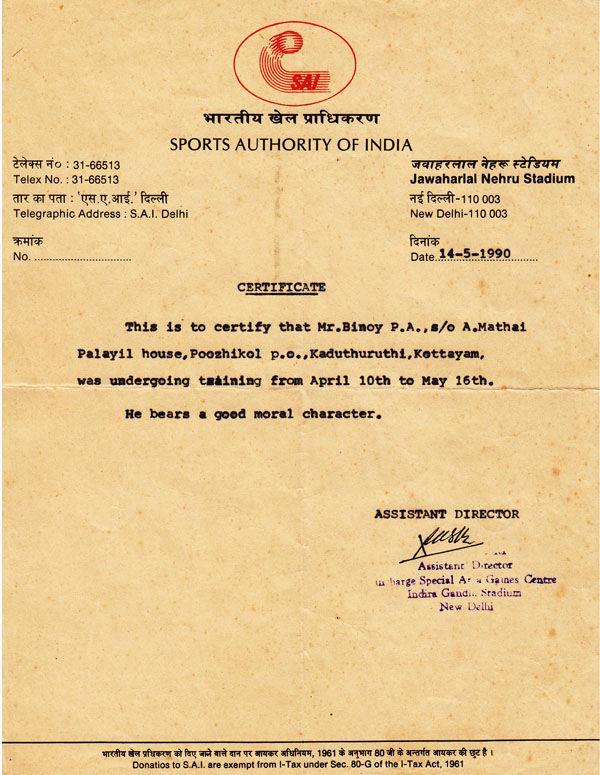 SAI
भारतीय खेल प्राधिकरण
SPORTS AUTHORITY OF INDIA
टेलेक्स नं० : 31-66513
Telex No. : 31-66513
तार का पता : 'एस.ए.आई.' दिल्ली
Telegraphic Address : S.A.I. Delhi
जवाहरलाल नेहरू स्टेडियम
Jawaharlal Nehru Stadium
नई दिल्ली-110 003
New Delhi-110 003
क्रमांक
No. ................................
दिनांक
Date 14-5-1990
CERTIFICATE
This is to certify that Mr.Binoy P.A.,s/o A.Mathai
Palayil house,Poozhikol p.o.,Kaduthuruthi,Kottayam,
was undergoing training from April 10th to May 16th.
He bears a good moral character.
ASSISTANT DIRECTOR
Assistant Director
Special Games Centre
Indira Gandhi Stadium
New Delhi
भारतीय खेल प्राधिकरण को दिए जाने वाले दान पर आयकर अधिनियम, 1961 के अनुभाग 80 जी के अन्तर्गत आयकर की छुट है ।
Donatios to S.A.I. are exempt from I-Tax under Sec. 80-G of the I-Tax Act, 1961